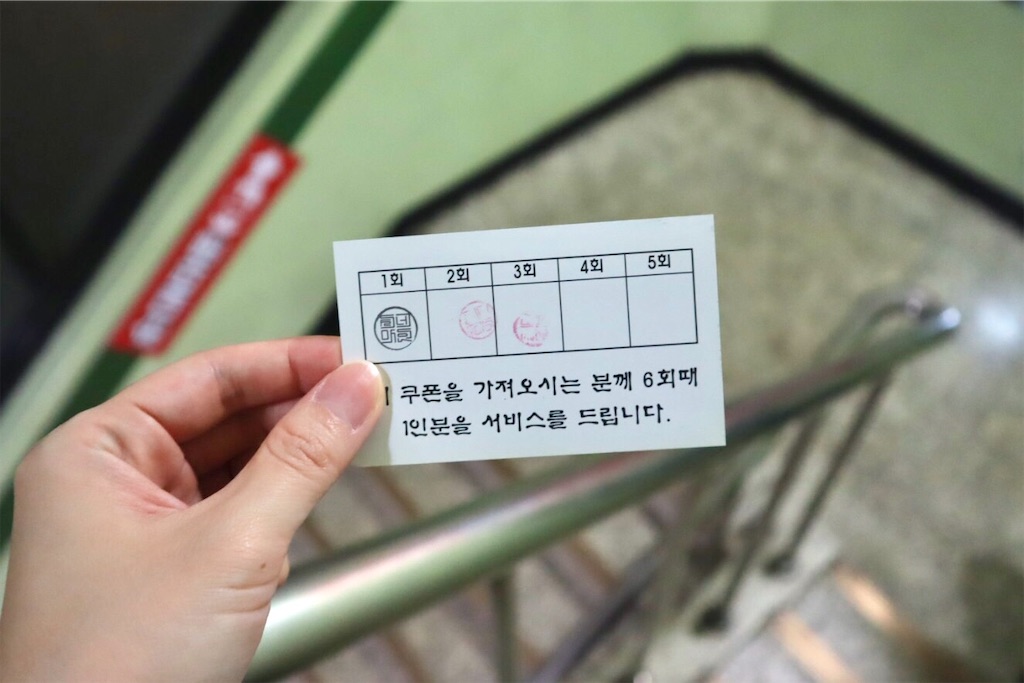 1회 2회 3회 4회 5회
쿠폰을 가져오시는 분께 6회때
1인분을 서비스를 드립니다.